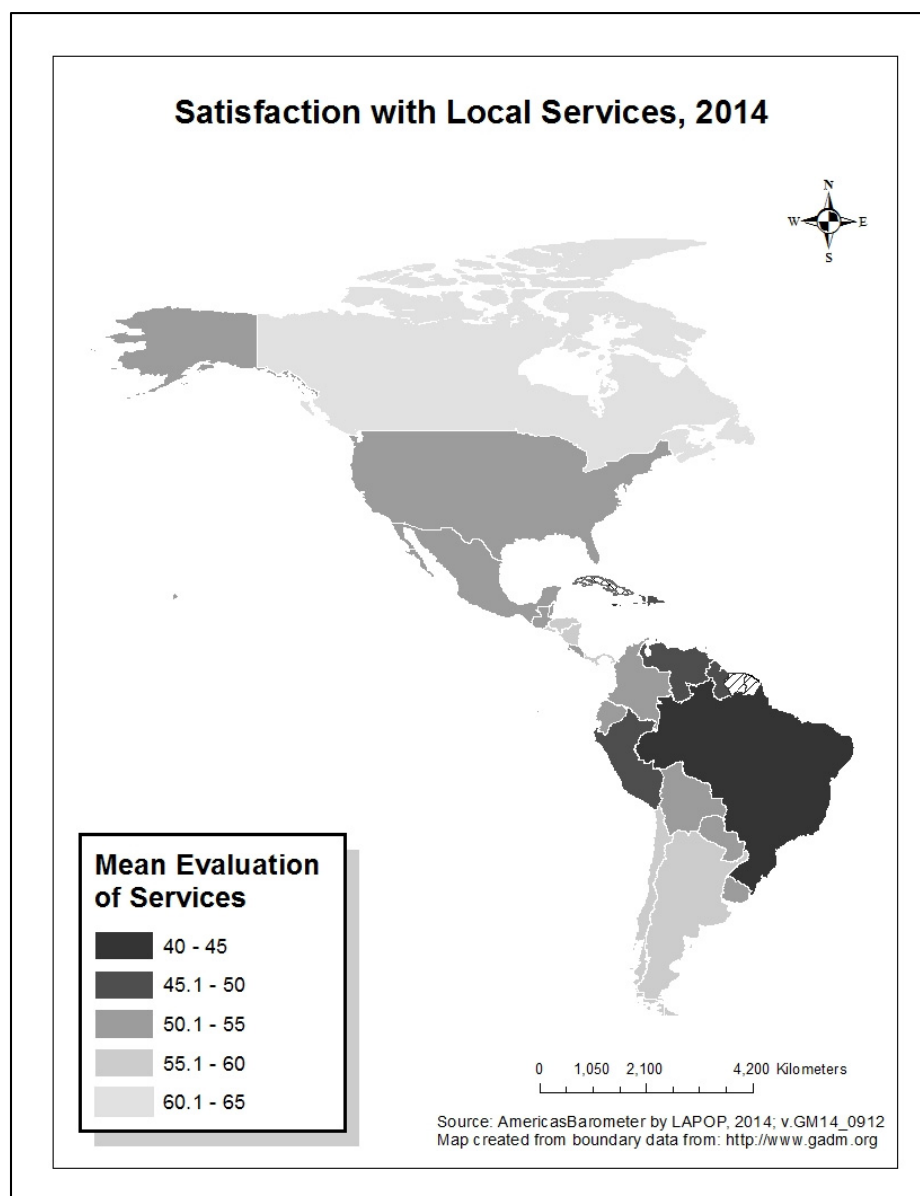 Satisfaction with Local Services, 2014
N
W E
S
Mean Evaluation
of Services
40 - 45
45.1 - 50
50.1 - 55
55.1 - 60
60.1 - 65
0 1,050 2,100 4,200 Kilometers
Source: AmericasBarometer by LAPOP, 2014; v.GM14_0912
Map created from boundary data from: http://www.gadm.org